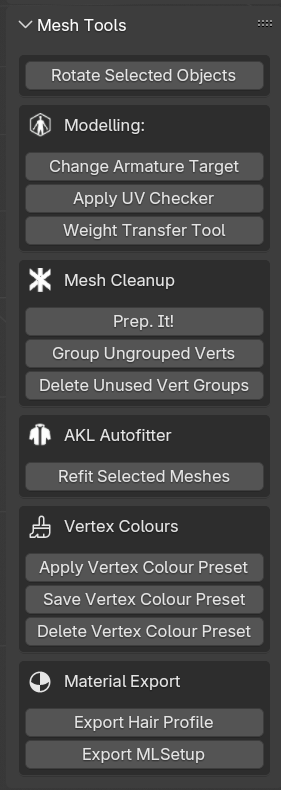 Mesh Tools
Rotate Selected Objects
Modelling:
Change Armature Target
Apply UV Checker
Weight Transfer Tool
Mesh Cleanup
Prep. It!
Group Ungrouped Verts
Delete Unused Vert Groups
AKL Autofitter
Refit Selected Meshes
Vertex Colours
Apply Vertex Colour Preset
Save Vertex Colour Preset
Delete Vertex Colour Preset
Material Export
Export Hair Profile
Export MLSetup